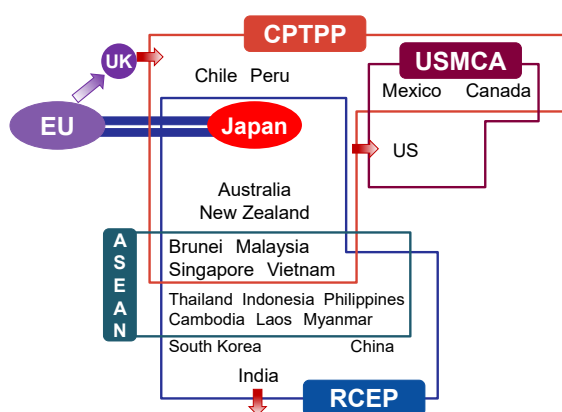 CPTPP
UK
USMCA
Chile Peru
Mexico Canada
EU
Japan
US
Australia
New Zealand
ASEAN
Brunei Malaysia
Singapore Vietnam
Thailand Indonesia Philippines
Cambodia Laos Myanmar
South Korea China
India
RCEP